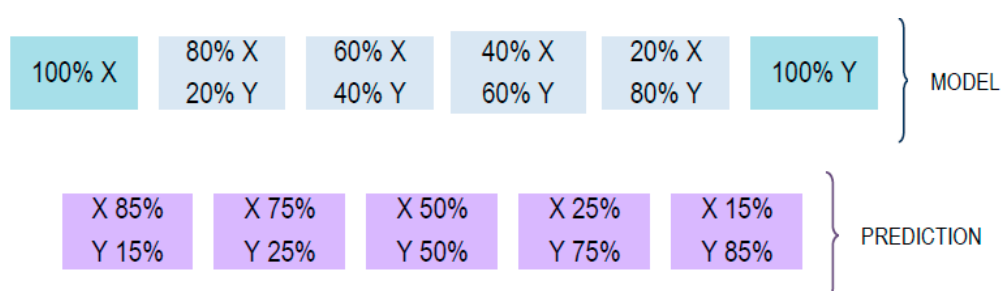 100% X
80% X
20% Y
60% X
40% Y
40% X
60% Y
20% X
80% Y
100% Y
MODEL
X 85%
Y 15%
X 75%
Y 25%
X 50%
Y 50%
X 25%
Y 75%
X 15%
Y 85%
PREDICTION